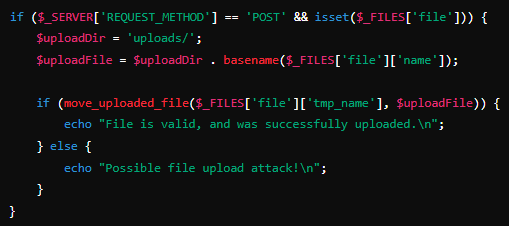 if ($_SERVER['REQUEST_METHOD'] == 'POST' && isset($_FILES['file'])) {
    $uploadDir = 'uploads/';
    $uploadFile = $uploadDir . basename($_FILES['file']['name']);

    if (move_uploaded_file($_FILES['file']['tmp_name'], $uploadFile)) {
        echo "File is valid, and was successfully uploaded.\n";
    } else {
        echo "Possible file upload attack!\n";
    }
}